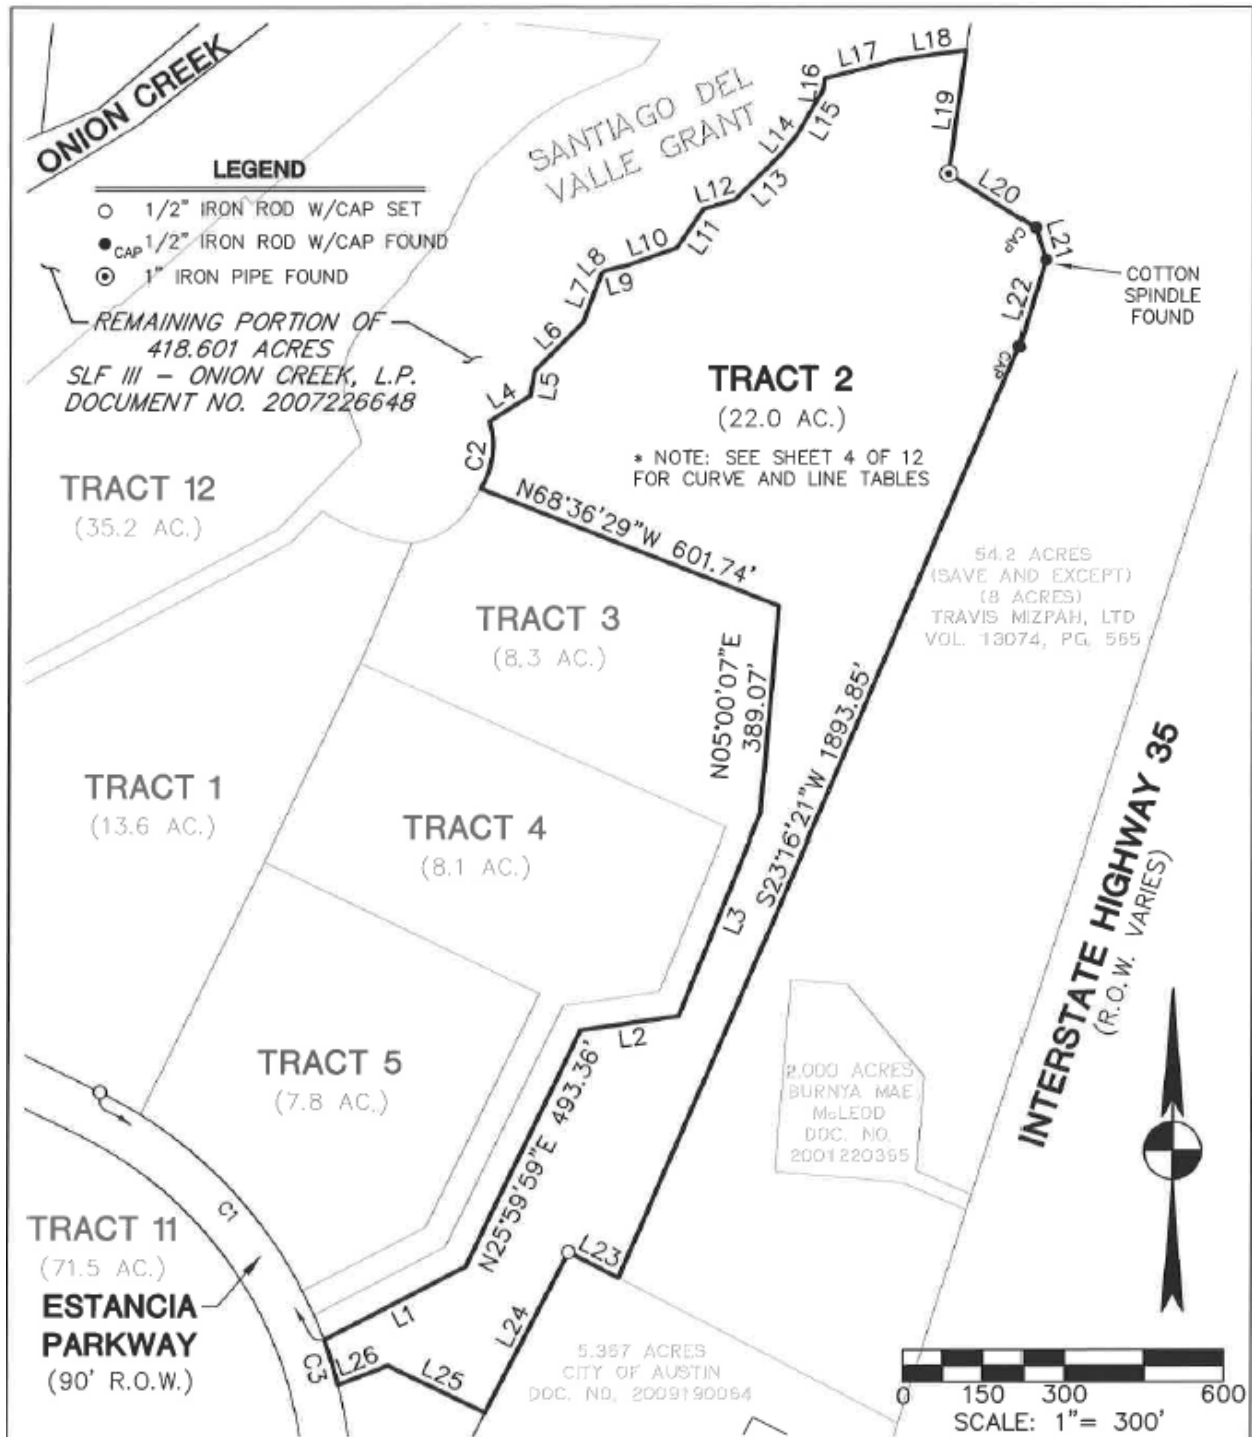 ONION CREEK
LEGEND
1/2" IRON ROD W/CAP SET
CAP 1/2" IRON ROD W/CAP FOUND
1" IRON PIPE FOUND
REMAINING PORTION OF
418.601 ACRES
SLF III – ONION CREEK, L.P.
DOCUMENT NO. 2007226648
SANTIAGO DEL
VALLE GRANT
L4
L5
L6
L7
L8
L9
L10
L11
L12
L13
L14
L15
L16
L17
L18
L19
L20
CAP
L21
L22
CAP
COTTON
SPINDLE
FOUND
TRACT 2
(22.0 AC.)
* NOTE: SEE SHEET 4 OF 12
FOR CURVE AND LINE TABLES
C2
N68°36'29"W 601.74'
TRACT 12
(35.2 AC.)
54.2 ACRES
(SAVE AND EXCEPT)
(8 ACRES)
TRAVIS MIZPAH, LTD
VOL. 13074, PG. 565
TRACT 3
(8.3 AC.)
N05°00'07"E
389.07'
S23°16'21"W 1893.85'
TRACT 1
(13.6 AC.)
TRACT 4
(8.1 AC.)
L3
INTERSTATE HIGHWAY 35
(R.O.W. VARIES)
L2
TRACT 5
(7.8 AC.)
N25°59'59"E 493.36'
2.000 ACRES
BURNYA MAE
McLEOD
DOC. NO.
2001220365
C1
TRACT 11
(71.5 AC.)
ESTANCIA
PARKWAY
(90' R.O.W.)
L1
L23
L24
C3
L26
L25
5.367 ACRES
CITY OF AUSTIN
DOC. NO. 2009190064
0 150 300 600
SCALE: 1"= 300'